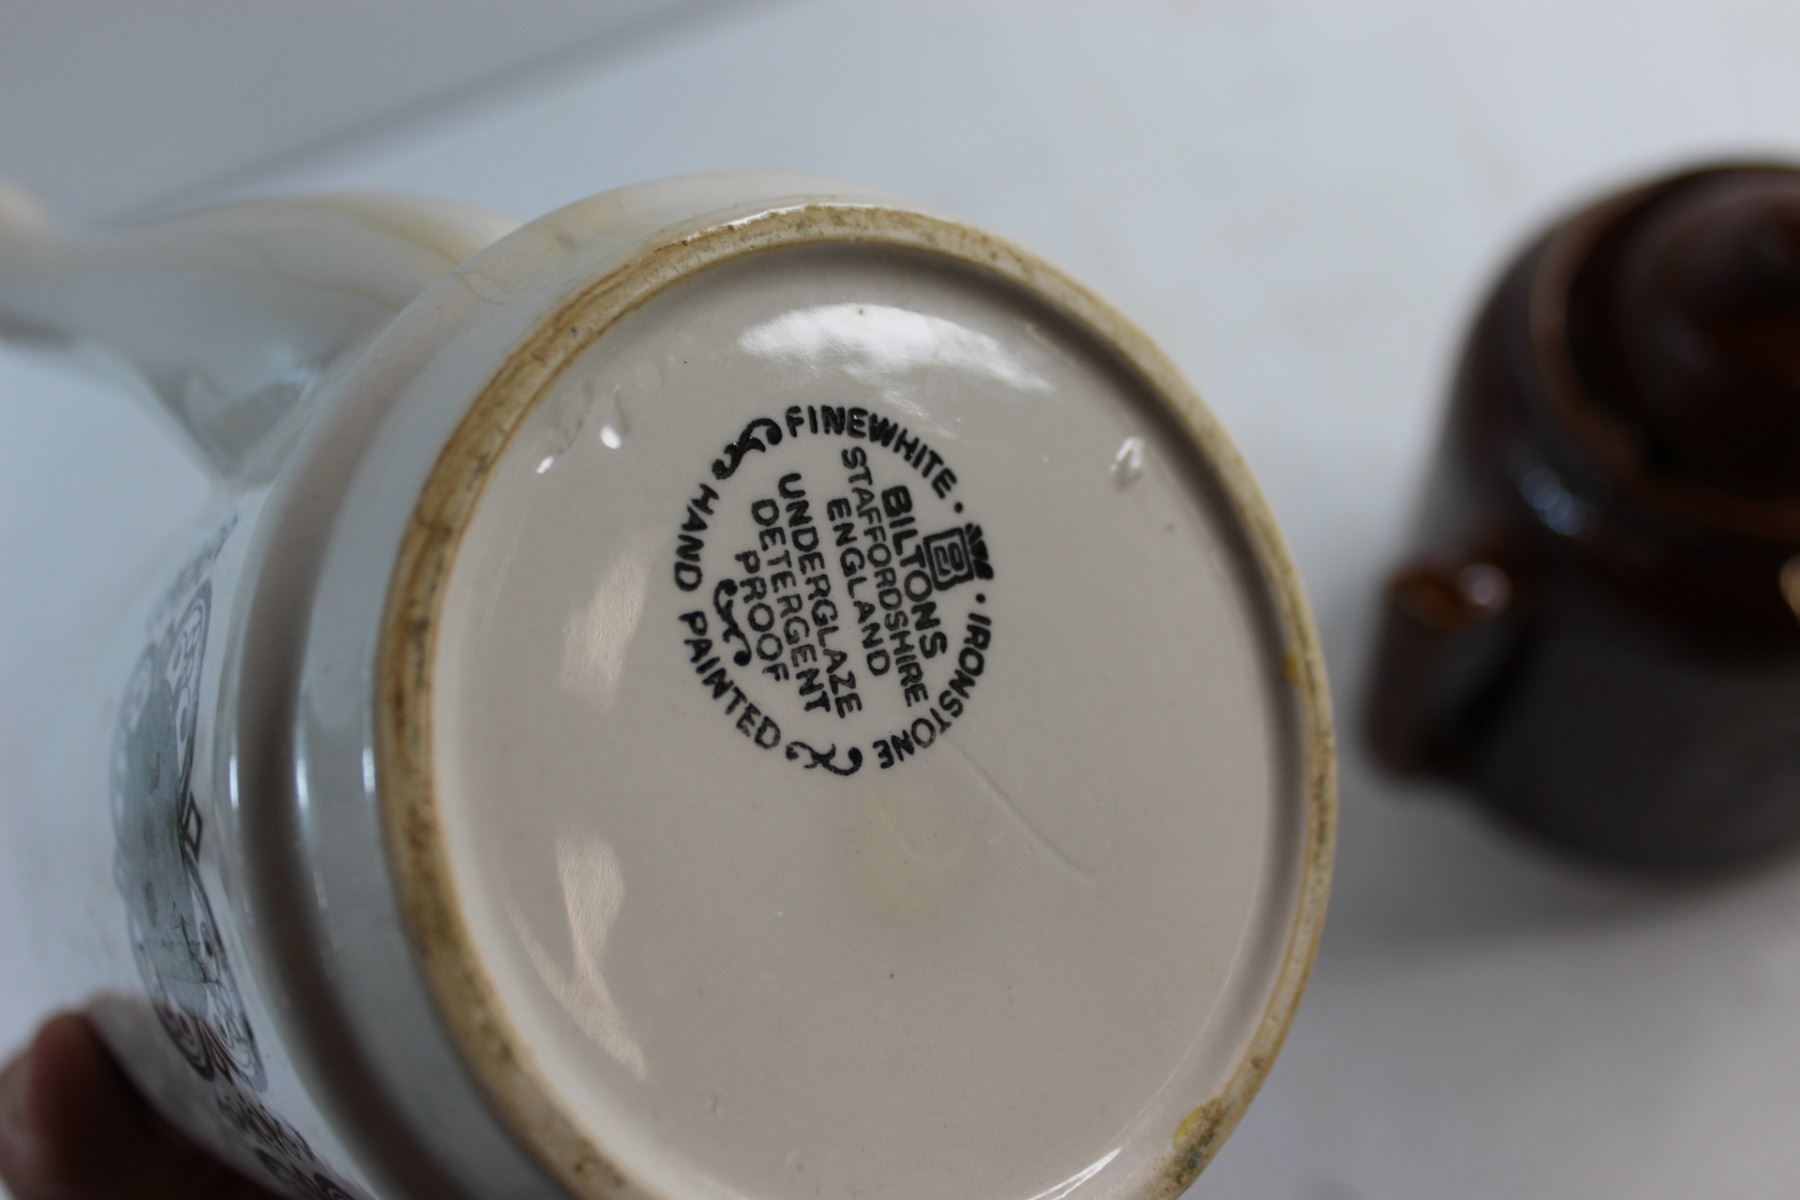 FINEWHITE · IRONSTONE
B
BILTONS
STAFFORDSHIRE
ENGLAND
UNDERGLAZE
DETERGENT
PROOF
HAND PAINTED